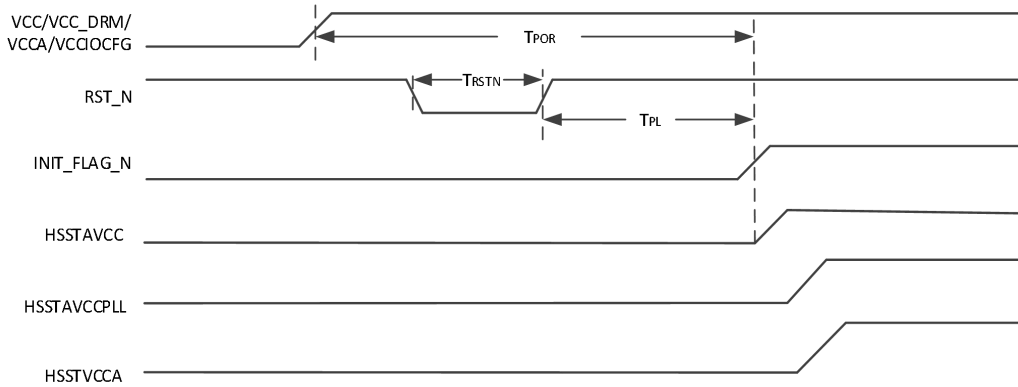 VCC/VCC_DRM/
VCCA/VCCIOCFG
TPOR
RST_N
TRSTN
TPL
INIT_FLAG_N
HSSTAVCC
HSSTAVCCPLL
HSSTVCCA